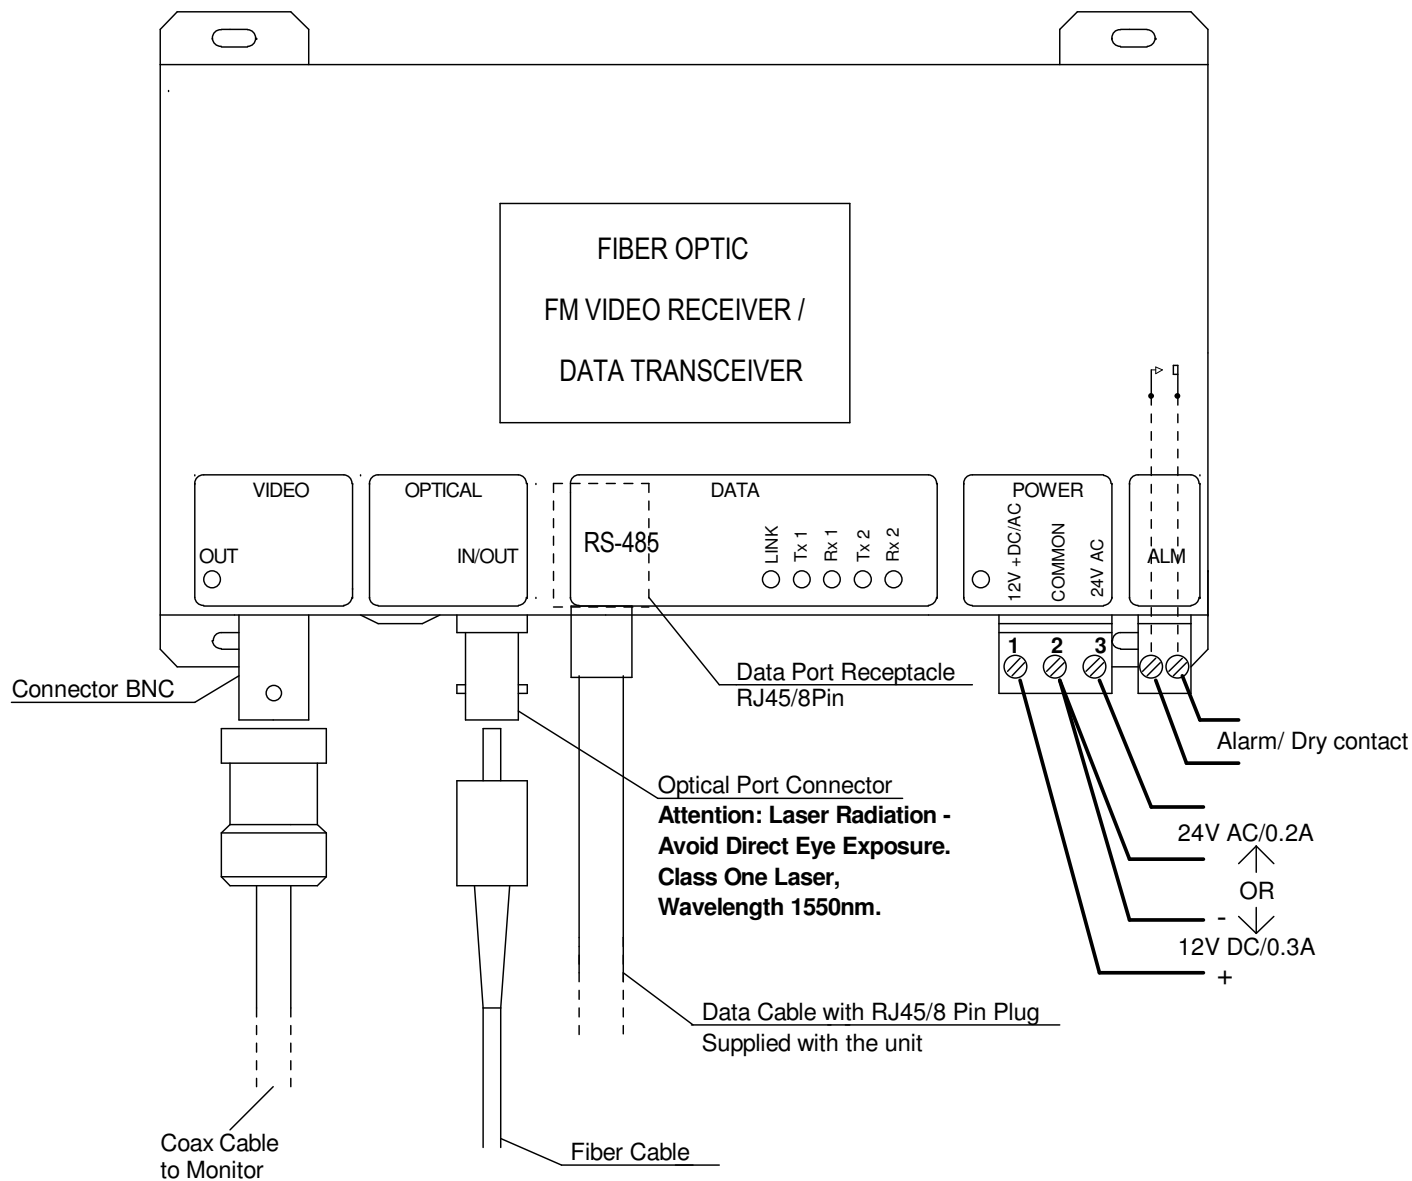 FIBER OPTIC
FM VIDEO RECEIVER /
DATA TRANSCEIVER
VIDEO
OUT
OPTICAL
IN/OUT
DATA
RS-485
LINK
Tx 1
Rx 1
Tx 2
Rx 2
POWER
12V +DC/AC
COMMON
24V AC
ALM
1
2
3
Connector BNC
Data Port Receptacle
RJ45/8Pin
Alarm/ Dry contact
Optical Port Connector
Attention: Laser Radiation -
Avoid Direct Eye Exposure.
Class One Laser,
Wavelength 1550nm.
24V AC/0.2A
OR
-
12V DC/0.3A
+
Data Cable with RJ45/8 Pin Plug
Supplied with the unit
Coax Cable
to Monitor
Fiber Cable